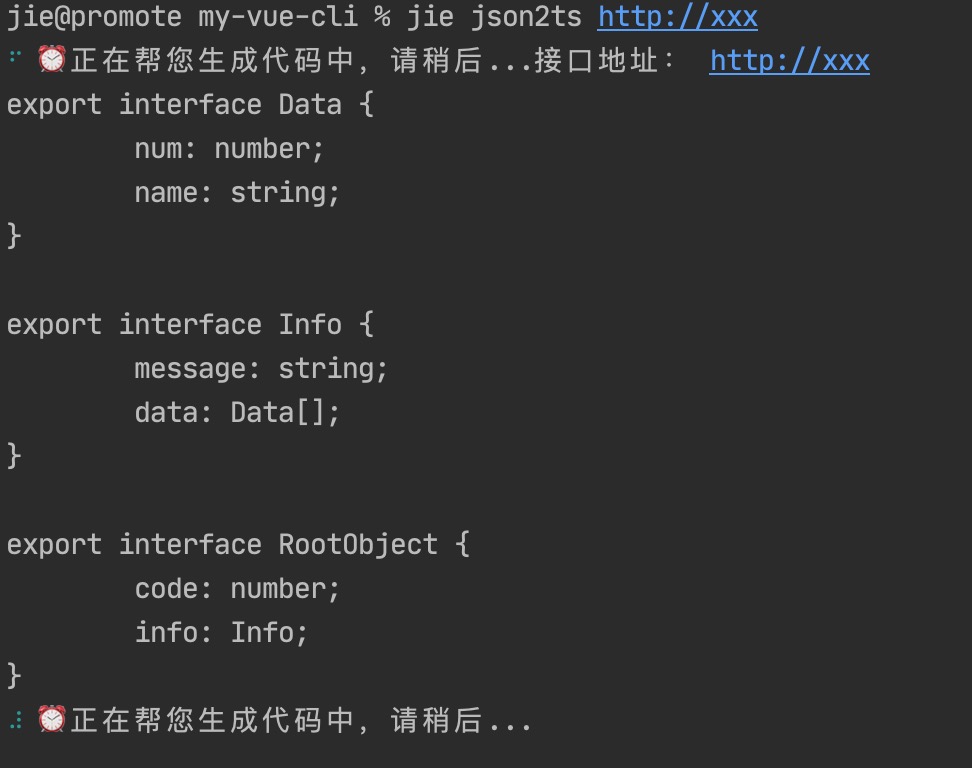 jie@promote my-vue-cli % jie json2ts http://xxx
⏰正在帮您生成代码中，请稍后...接口地址： http://xxx
export interface Data {
        num: number;
        name: string;
}
export interface Info {
        message: string;
        data: Data[];
}
export interface RootObject {
        code: number;
        info: Info;
}
⏰正在帮您生成代码中，请稍后...